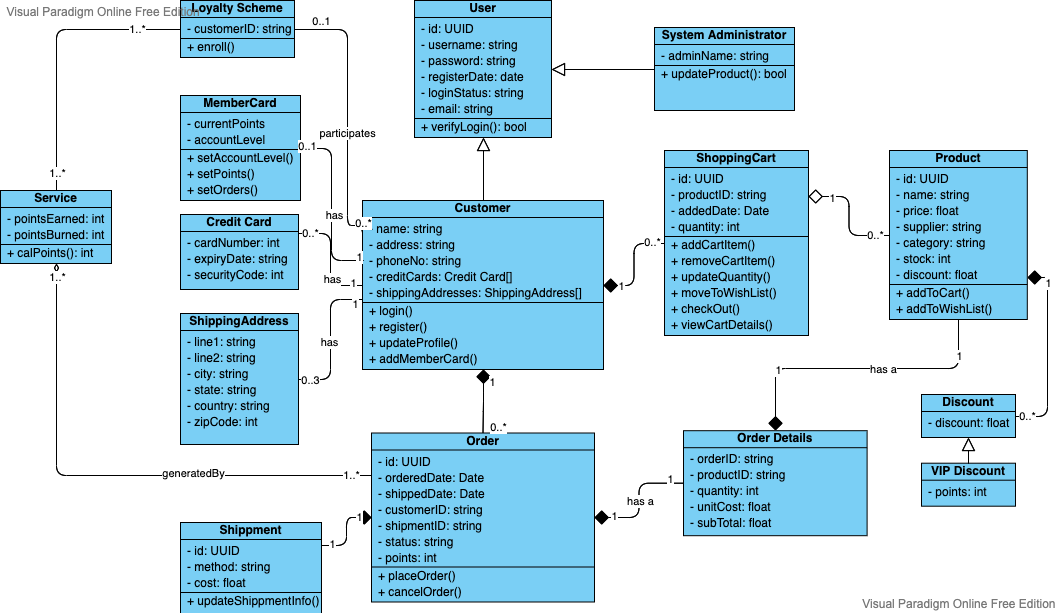 Visual Paradigm Online Free Edition
Loyalty Scheme
- customerID: string
+ enroll()
0..1
1..*
participates
0..*
User
- id: UUID
- username: string
- password: string
- registerDate: date
- loginStatus: string
- email: string
+ verifyLogin(): bool
System Administrator
- adminName: string
+ updateProduct(): bool
MemberCard
- currentPoints
- accountLevel
+ setAccountLevel()
+ setPoints()
+ setOrders()
0..1
has
1
1..*
Service
- pointsEarned: int
- pointsBurned: int
+ calPoints(): int
1..*
Credit Card
- cardNumber: int
- expiryDate: string
- securityCode: int
0..*
has
1
Customer
name: string
- address: string
- phoneNo: string
- creditCards: Credit Card[]
- shippingAddresses: ShippingAddress[]
+ login()
+ register()
+ updateProfile()
+ addMemberCard()
1
0..*
ShoppingCart
- id: UUID
- productID: string
- addedDate: Date
- quantity: int
+ addCartItem()
+ removeCartItem()
+ updateQuantity()
+ moveToWishList()
+ checkOut()
+ viewCartDetails()
1
0..*
Product
- id: UUID
- name: string
- price: float
- supplier: string
- category: string
- stock: int
- discount: float
+ addToCart()
+ addToWishList()
1
0..*
ShippingAddress
- line1: string
- line2: string
- city: string
- state: string
- country: string
- zipCode: int
0..3
has
1
1
has a
1
Discount
- discount: float
VIP Discount
- points: int
1
0..*
Order
- id: UUID
- orderedDate: Date
- shippedDate: Date
- customerID: string
- shipmentID: string
- status: string
- points: int
+ placeOrder()
+ cancelOrder()
generatedBy
1..*
1
has a
1
Order Details
- orderID: string
- productID: string
- quantity: int
- unitCost: float
- subTotal: float
Shippment
- id: UUID
- method: string
- cost: float
+ updateShippmentInfo()
1
1
Visual Paradigm Online Free Edition